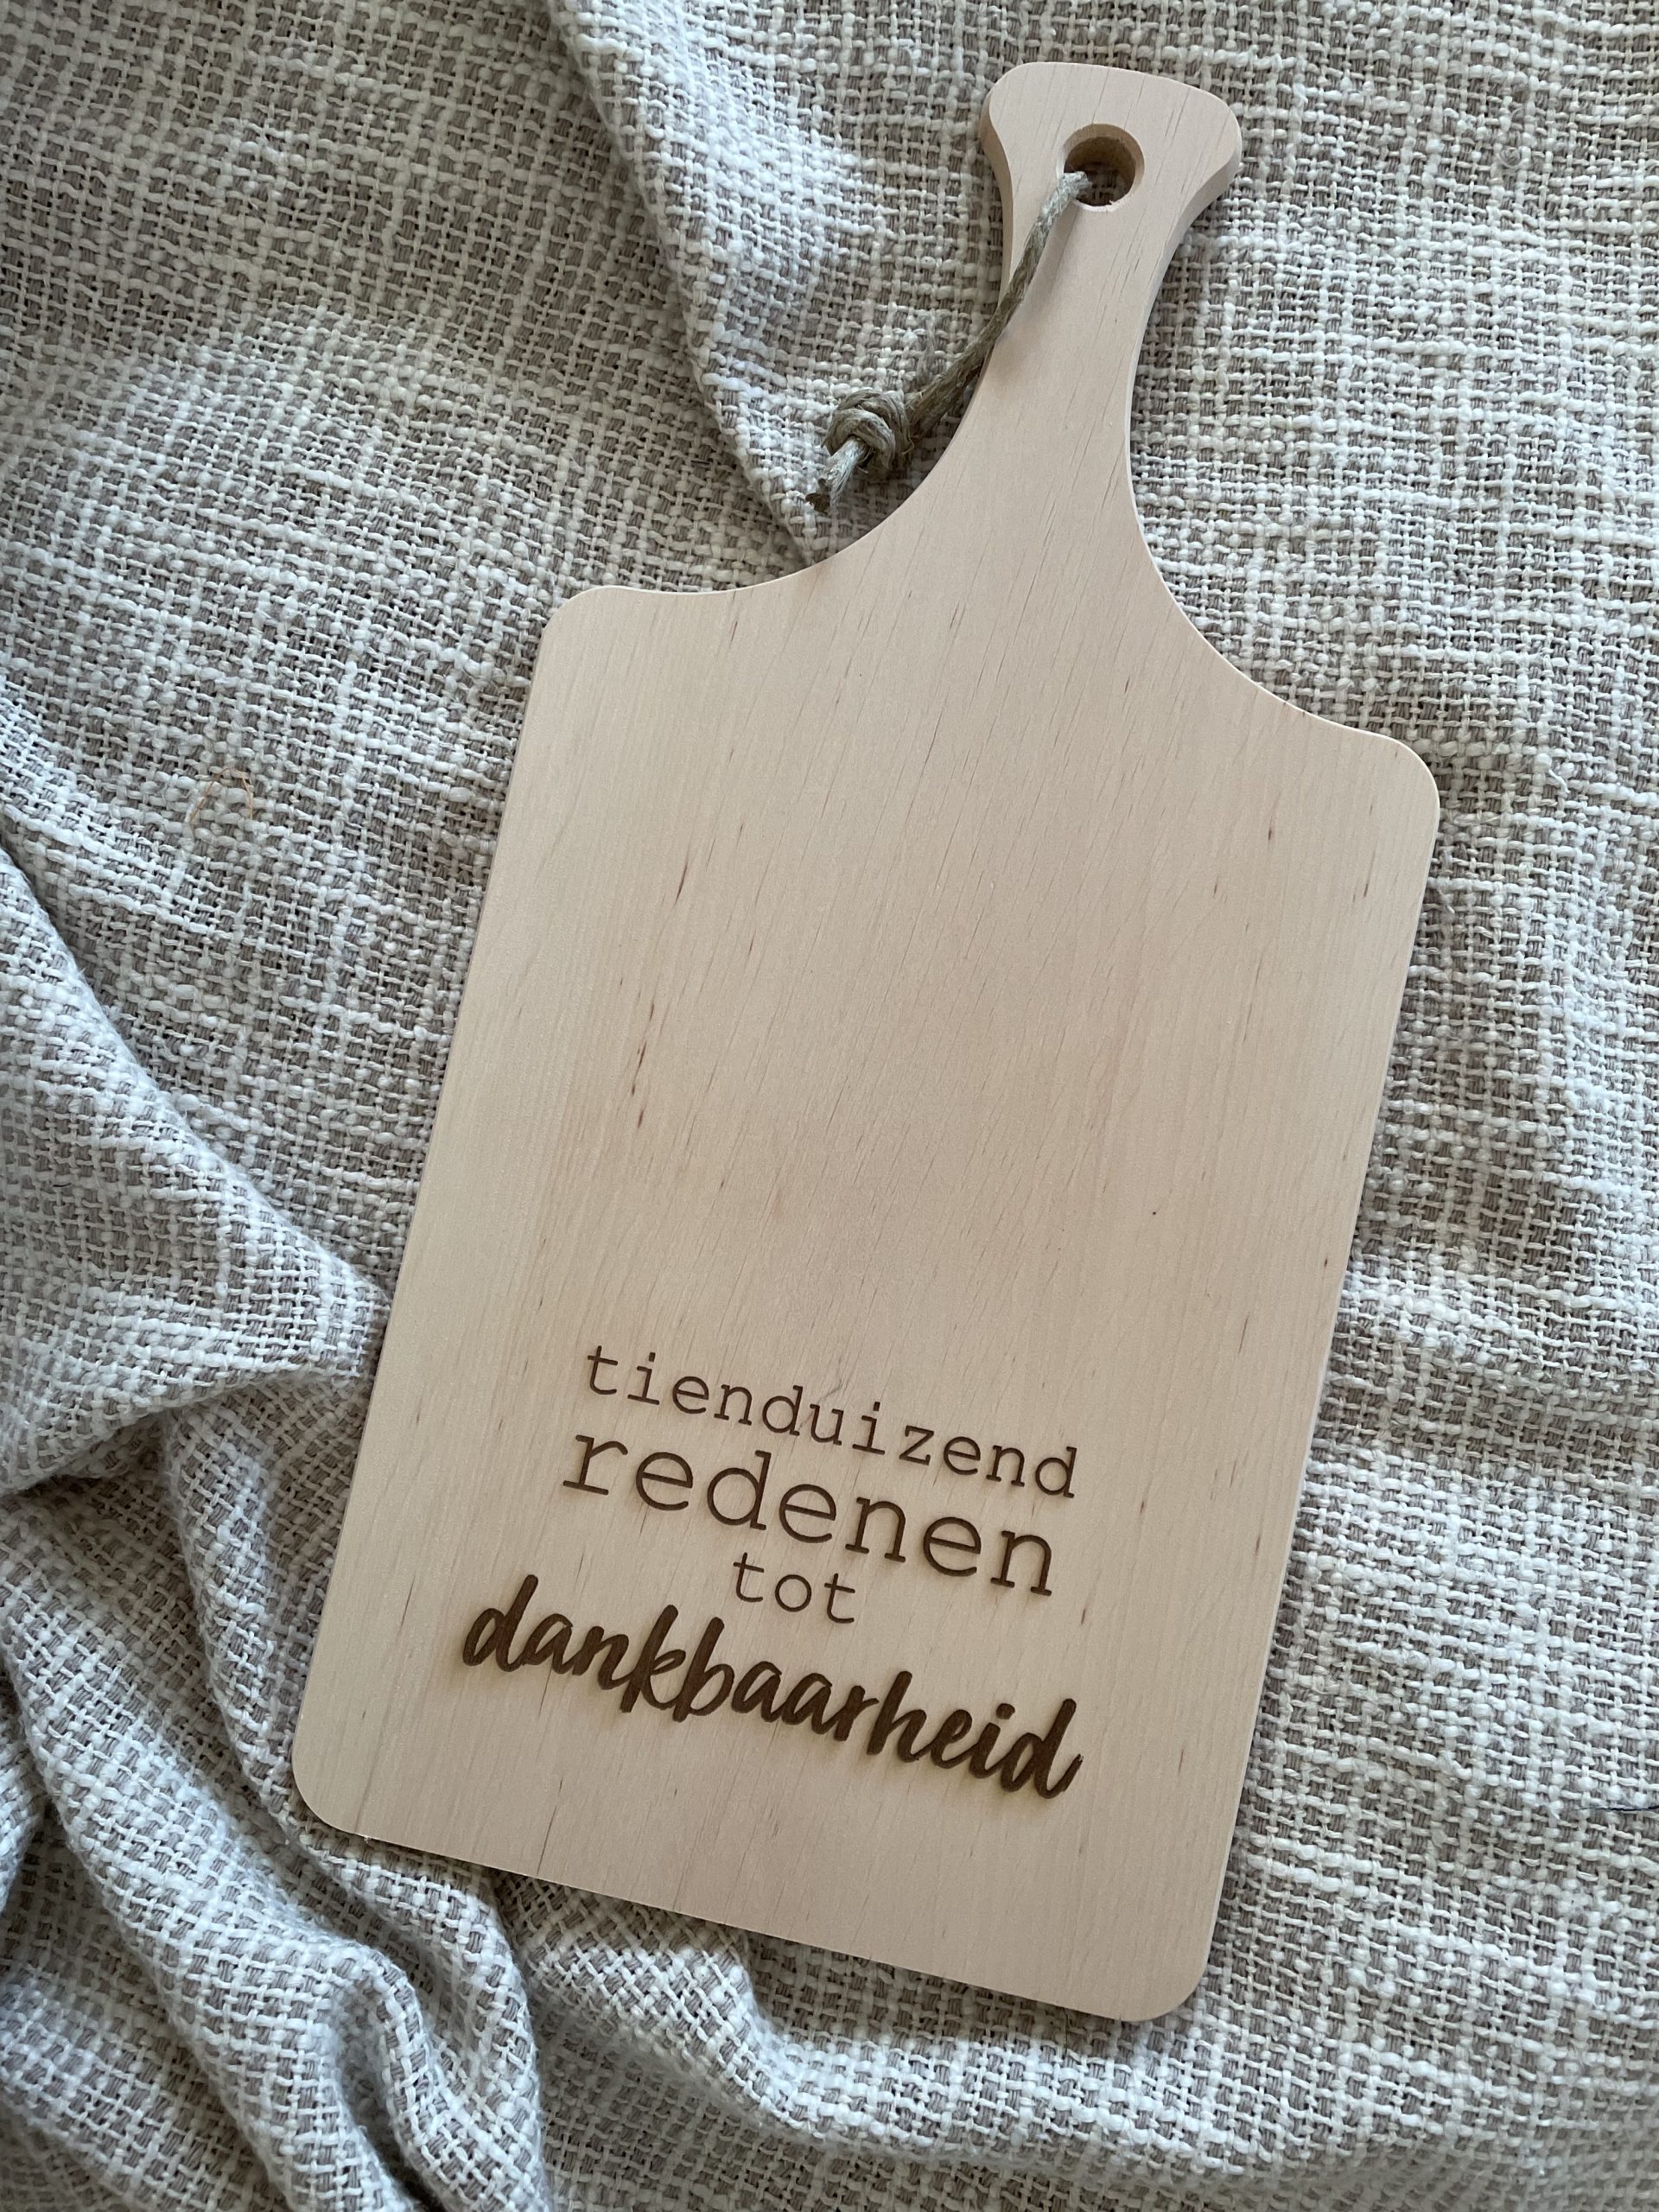 tienduizend
redenen
tot
dankbaarheid